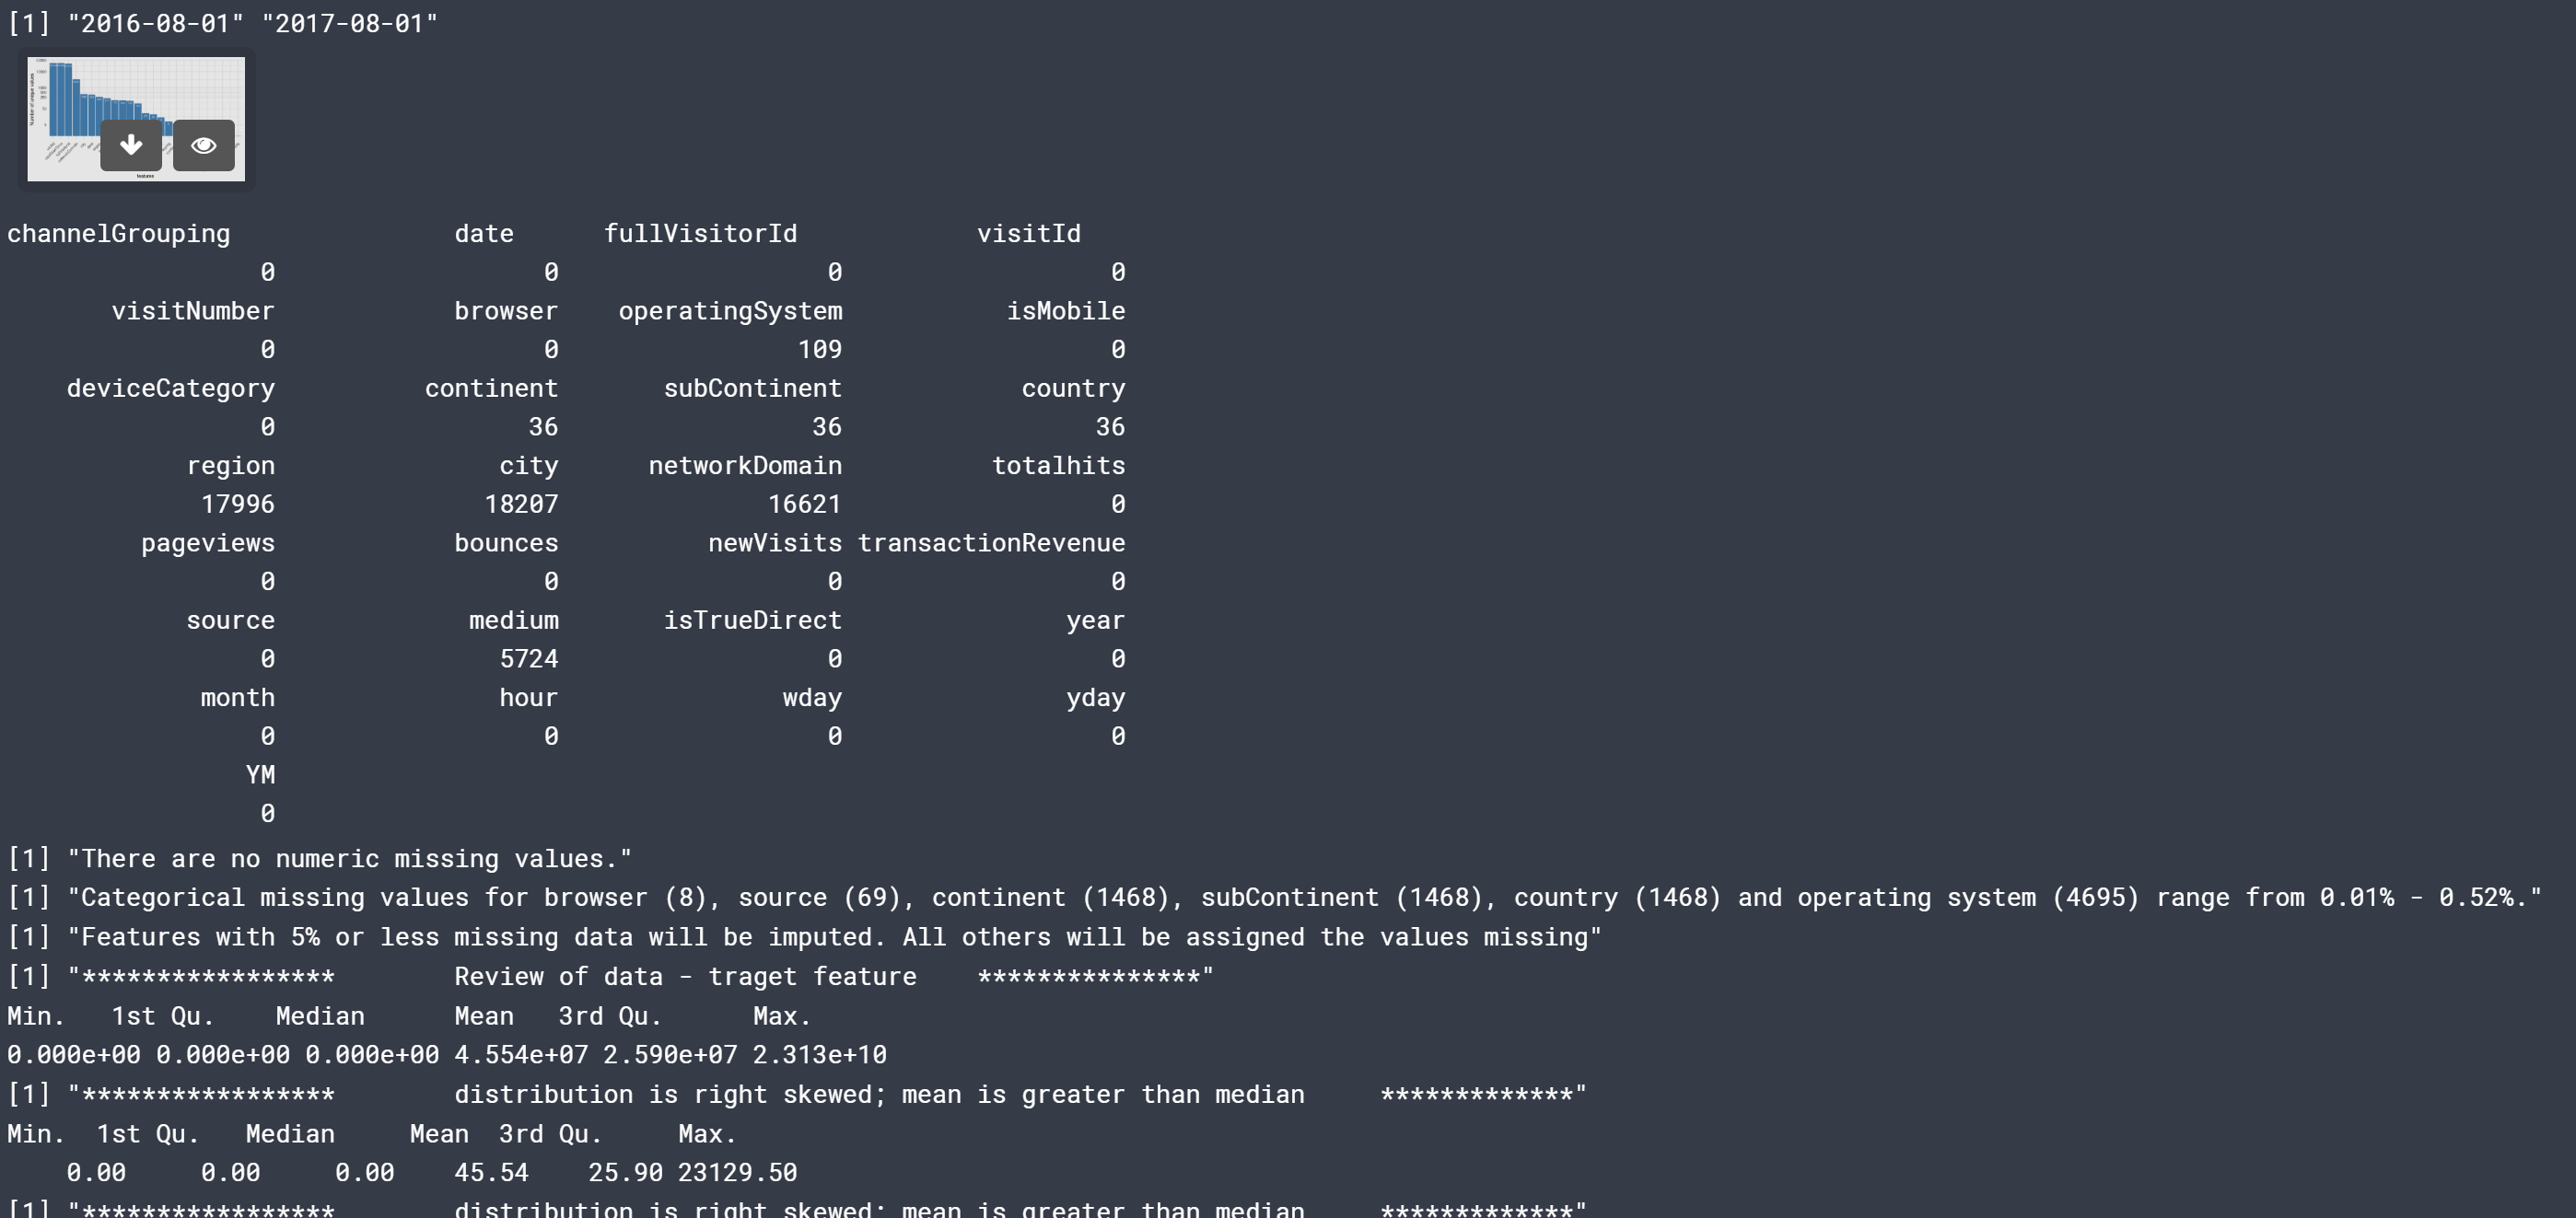 [1] "2016-08-01" "2017-08-01"
channelGrouping date fullVisitorId visitId
0 0 0 0
visitNumber browser operatingSystem isMobile
0 0 109 0
deviceCategory continent subContinent country
0 36 36 36
region city networkDomain totalhits
17996 18207 16621 0
pageviews bounces newVisits transactionRevenue
0 0 0 0
source medium isTrueDirect year
0 5724 0 0
month hour wday yday
0 0 0 0
YM
0
[1] "There are no numeric missing values."
[1] "Categorical missing values for browser (8), source (69), continent (1468), subContinent (1468), country (1468) and operating system (4695) range from 0.01% - 0.52%."
[1] "Features with 5% or less missing data will be imputed. All others will be assigned the values missing"
[1] "***************** Review of data - traget feature ***************"
Min. 1st Qu. Median Mean 3rd Qu. Max.
0.000e+00 0.000e+00 0.000e+00 4.554e+07 2.590e+07 2.313e+10
[1] "***************** distribution is right skewed; mean is greater than median *************"
Min. 1st Qu. Median Mean 3rd Qu. Max.
0.00 0.00 0.00 45.54 25.90 23129.50
[1] "***************** distribution is right skewed; mean is greater than median *************"